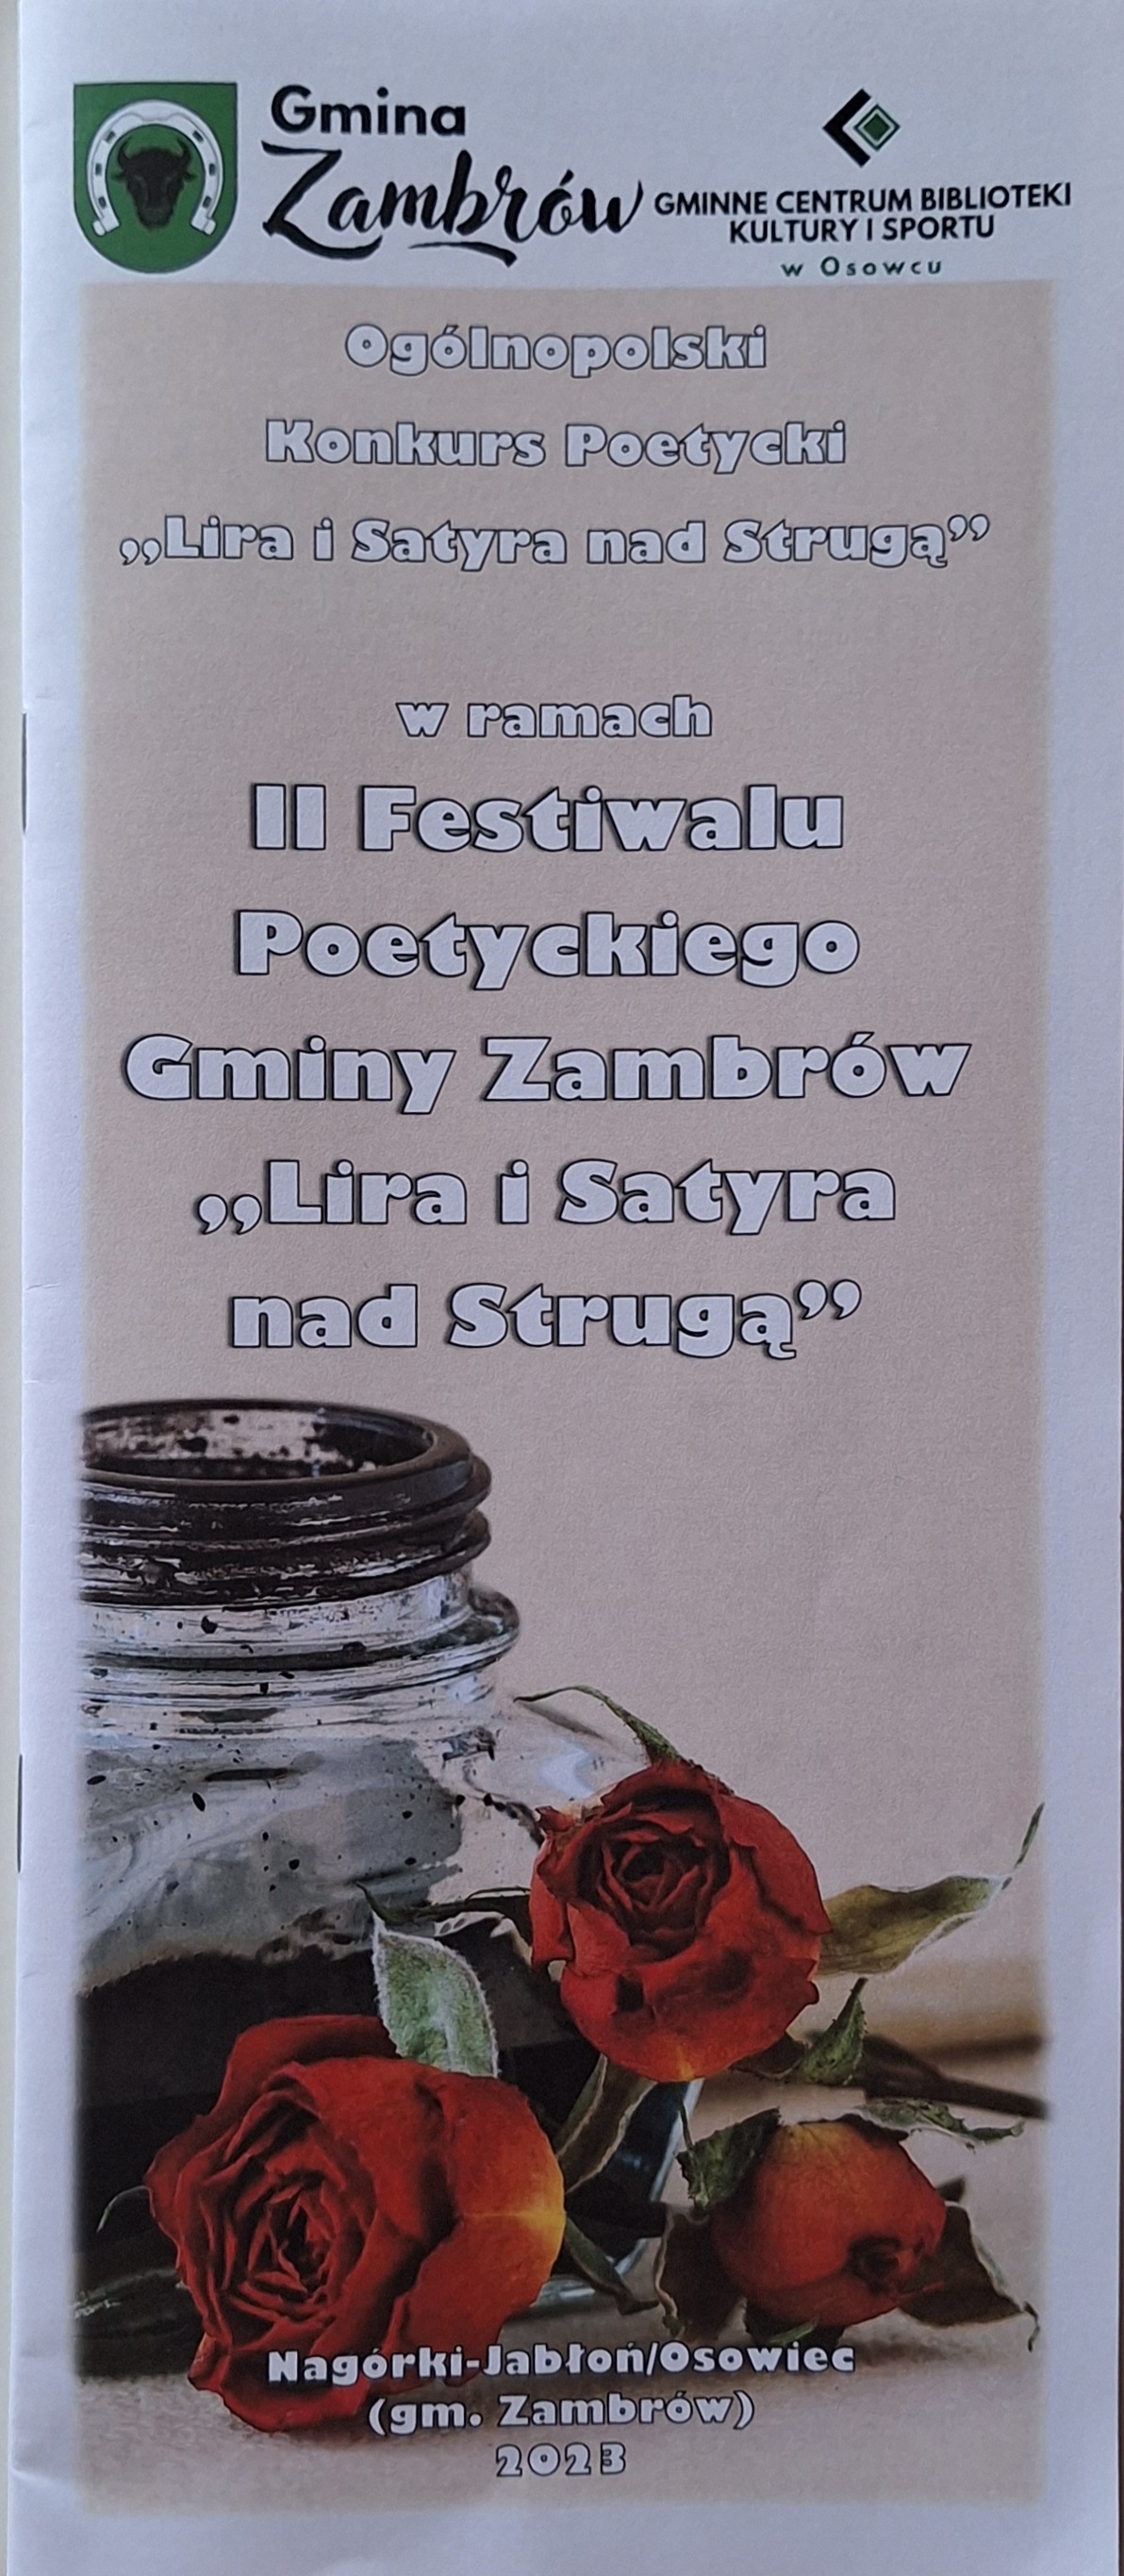 Gmina
Zambrów
GMINNE CENTRUM BIBLIOTEKI
KULTURY I SPORTU
w Osowcu
Ogólnopolski
Konkurs Poetycki
„Lira i Satyra nad Strugą”
w ramach
II Festiwalu
Poetyckiego
Gminy Zambrów
„Lira i Satyra
nad Strugą”
Nagórki-Jabłoń/Osowiec
(gm. Zambrów)
2023